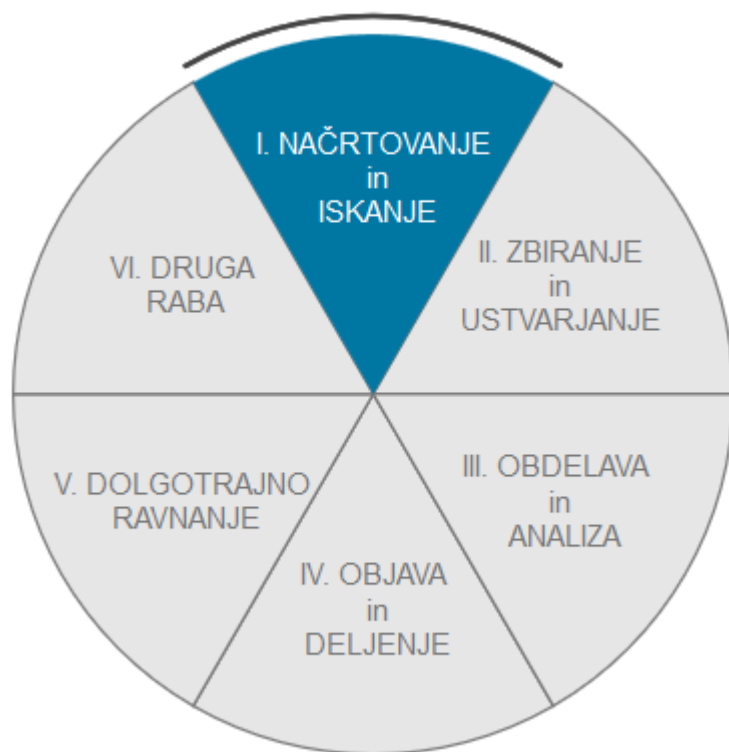 I. NAČRTOVANJE
in
ISKANJE
II. ZBIRANJE
in
USTVARJANJE
III. OBDELAVA
in
ANALIZA
IV. OBJAVA
in
DELJENJE
V. DOLGOTRAJNO
RAVNANJE
VI. DRUGA
RABA